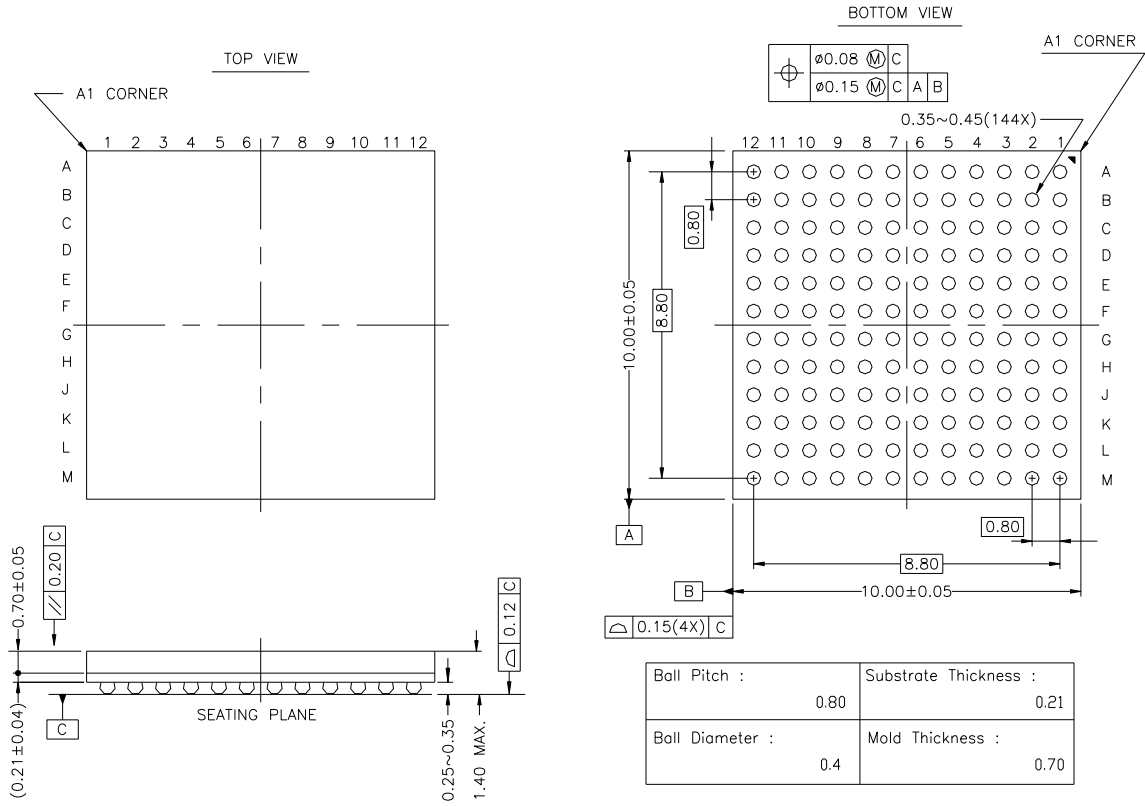 TOP VIEW
A1 CORNER
1 2 3 4 5 6 7 8 9 10 11 12
A
B
C
D
E
F
G
H
J
K
L
M
BOTTOM VIEW
A1 CORNER
⌀0.08 Ⓜ C
⌀0.15 Ⓜ C A B
0.35~0.45(144X)
12 11 10 9 8 7 6 5 4 3 2 1
A
B
C
D
E
F
G
H
J
K
L
M
0.80
8.80
10.00±0.05
A
0.80
8.80
B
10.00±0.05
0.15(4X) C
0.70±0.05
// 0.20 C
(0.21±0.04)
C
SEATING PLANE
0.12 C
0.25~0.35
1.40 MAX.
Ball Pitch :
0.80
Substrate Thickness :
0.21
Ball Diameter :
0.4
Mold Thickness :
0.70